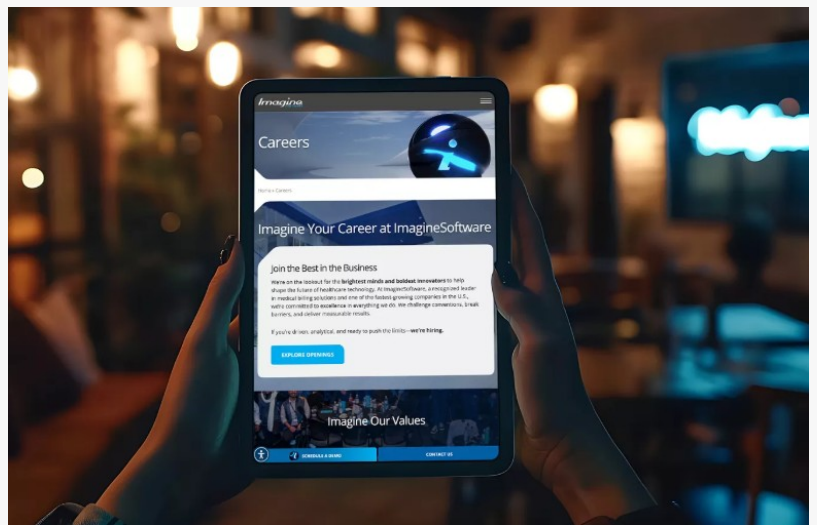 Imagine
Careers
Home » Careers
Imagine Your Career at ImagineSoftware
Join the Best in the Business
We're on the lookout for the brightest minds and boldest innovators to help
shape the future of healthcare technology. At ImagineSoftware, a recognized leader
in medical billing solutions and one of the fastest-growing companies in the U.S.,
we're committed to excellence in everything we do. We challenge conventions, break
barriers, and deliver measurable results.
If you're driven, analytical, and ready to push the limits—we're hiring.
EXPLORE OPENINGS
Imagine Our Values
SCHEDULE A DEMO
CONTACT US